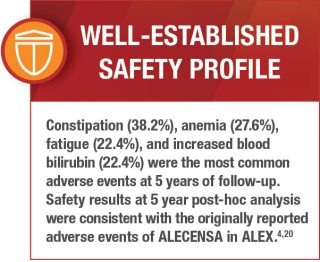 WELL-ESTABLISHED
SAFETY PROFILE
Constipation (38.2%), anemia (27.6%),
fatigue (22.4%), and increased blood
bilirubin (22.4%) were the most common
adverse events at 5 years of follow-up.
Safety results at 5 year post-hoc analysis
were consistent with the originally reported
adverse events of ALECENSA in ALEX.4,20